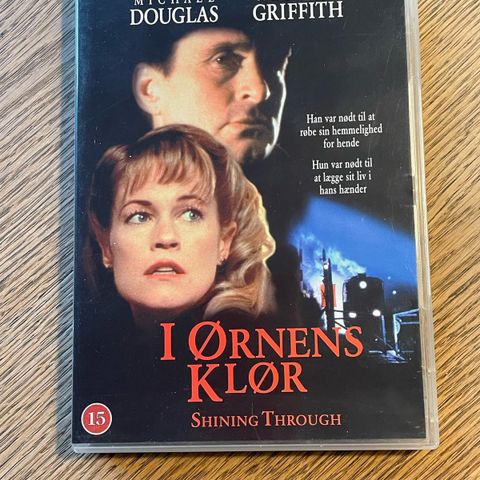 MICHAEL
DOUGLAS GRIFFITH
Han var nødt til at
røbe sin hemmelighed
for hende
Hun var nødt til
at lægge sit liv i
hans hænder
I ØRNENS
KLØR
SHINING THROUGH
15